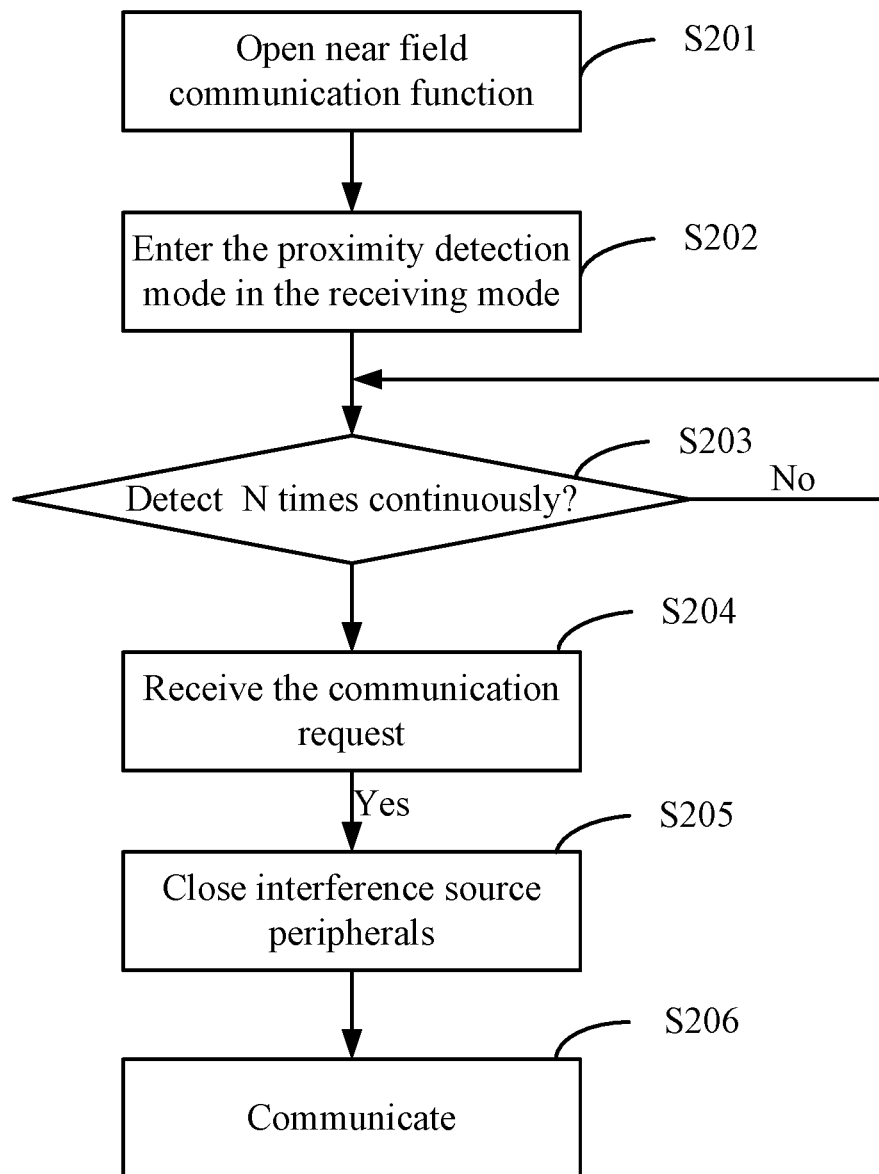 Open near field
communication function
S201
Enter the proximity detection
mode in the receiving mode
S202
Detect N times continuously?
S203
No
Receive the communication
request
S204
Yes
Close interference source
peripherals
S205
Communicate
S206